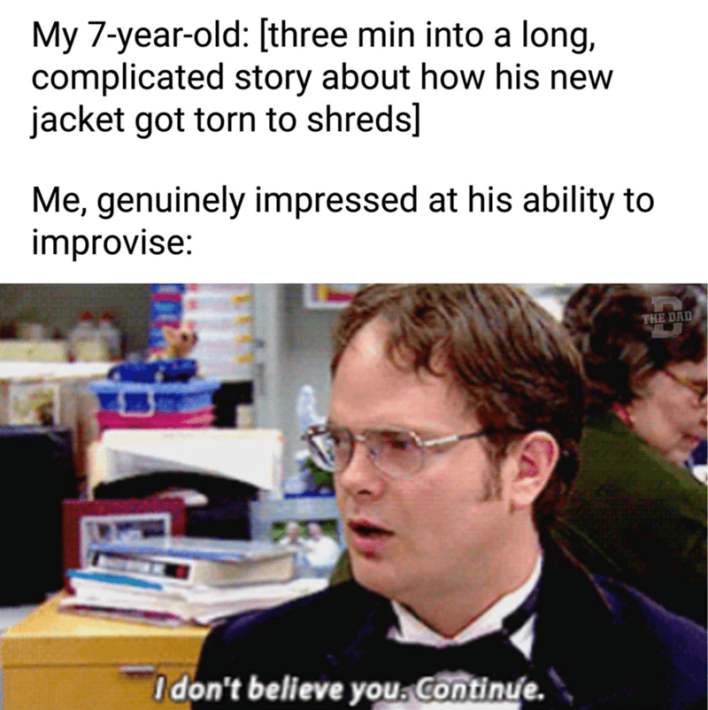 My 7-year-old: [three min into a long,
complicated story about how his new
jacket got torn to shreds]
Me, genuinely impressed at his ability to
improvise:
THE DAD
I don't believe you. Continue.